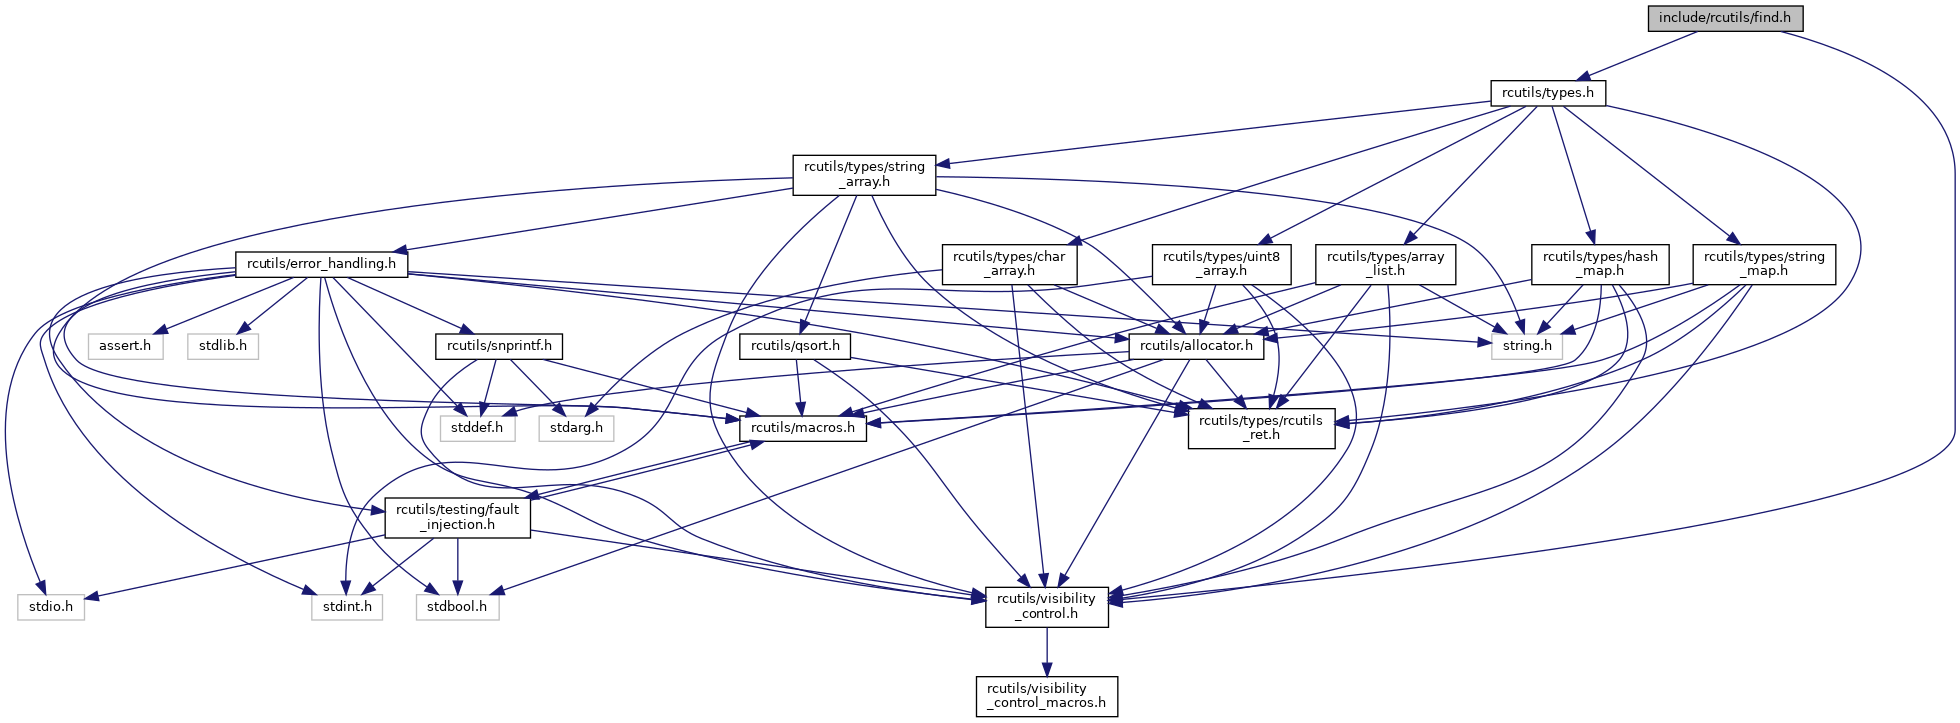 include/rcutils/find.h
rcutils/types.h
rcutils/types/string
_array.h
rcutils/error_handling.h
rcutils/types/char
_array.h
rcutils/types/uint8
_array.h
rcutils/types/array
_list.h
rcutils/types/hash
_map.h
rcutils/types/string
_map.h
assert.h
stdlib.h
rcutils/snprintf.h
rcutils/qsort.h
rcutils/allocator.h
string.h
stddef.h
stdarg.h
rcutils/macros.h
rcutils/types/rcutils
_ret.h
rcutils/testing/fault
_injection.h
stdio.h
stdint.h
stdbool.h
rcutils/visibility
_control.h
rcutils/visibility
_control_macros.h